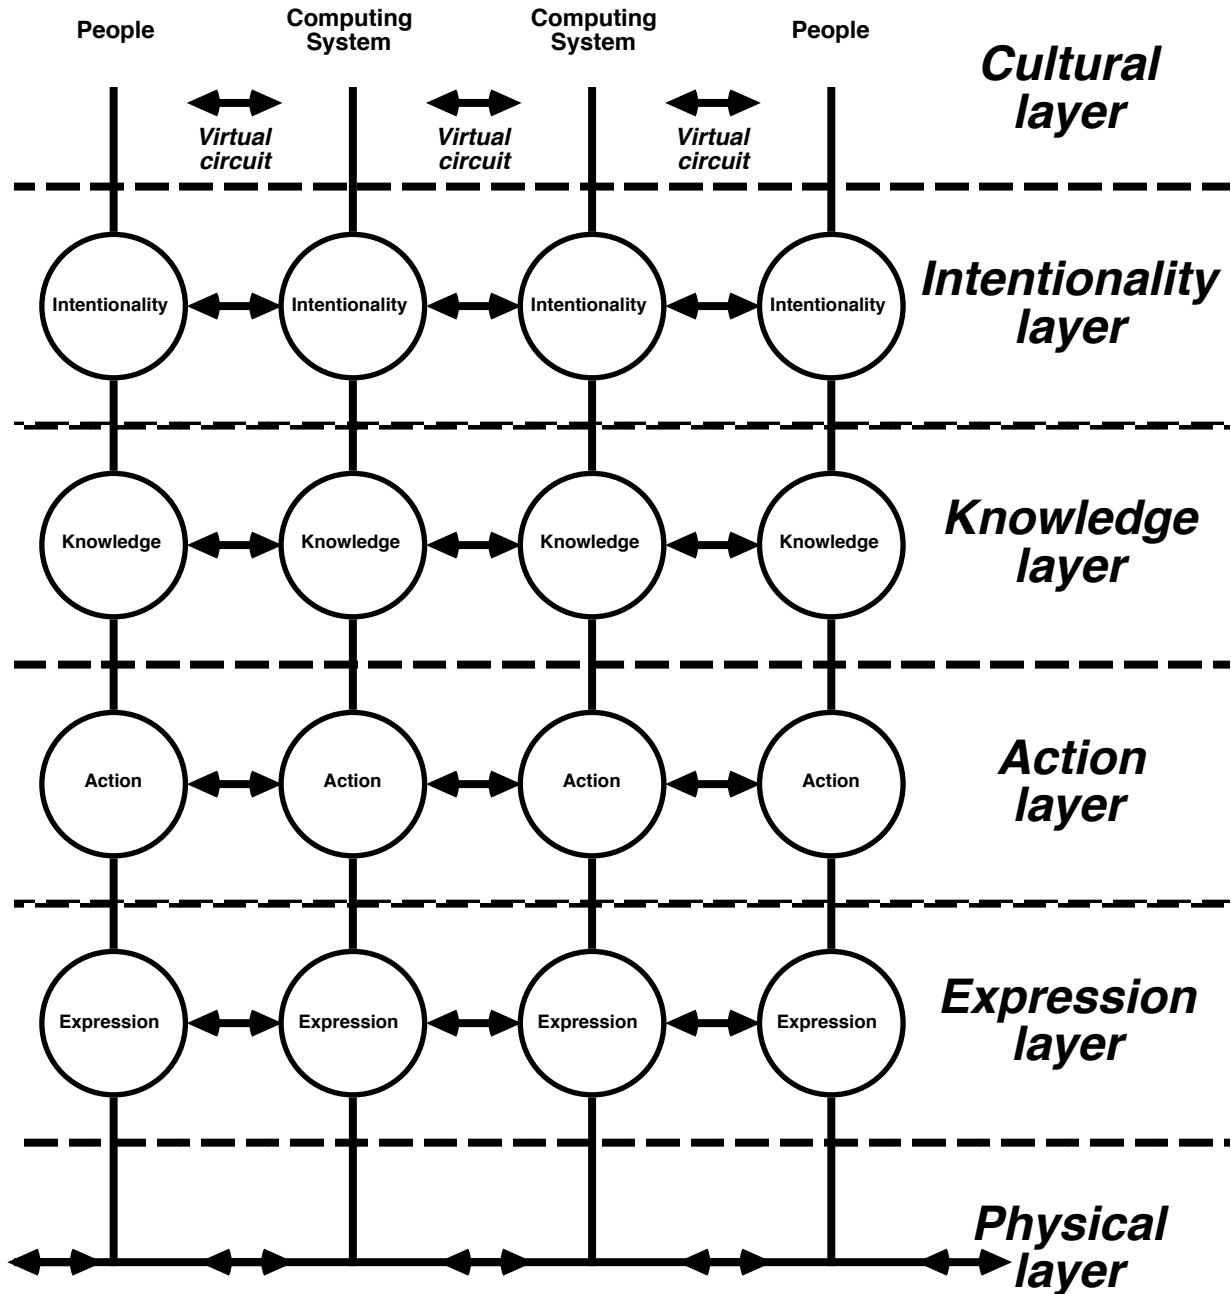 People
Computing
System
Computing
System
People
Cultural
layer
Virtual
circuit
Virtual
circuit
Virtual
circuit
Intentionality
Intentionality
Intentionality
Intentionality
Intentionality
layer
Knowledge
Knowledge
Knowledge
Knowledge
Knowledge
layer
Action
Action
Action
Action
Action
layer
Expression
Expression
Expression
Expression
Expression
layer
Physical
layer